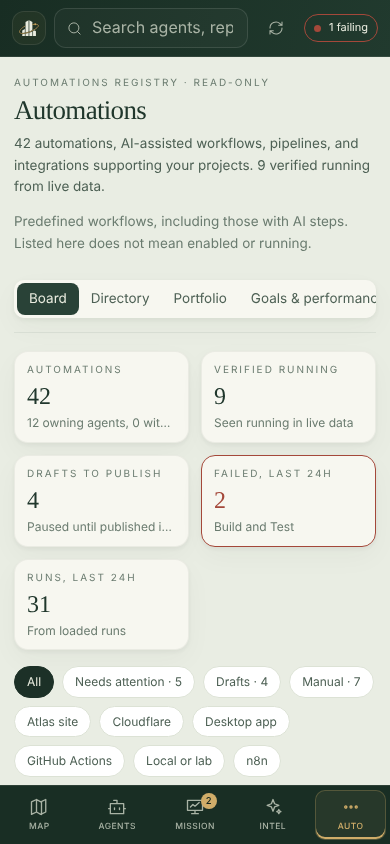 Search agents, rep
1 failing
AUTOMATIONS REGISTRY · READ-ONLY
Automations
42 automations, AI-assisted workflows, pipelines, and
integrations supporting your projects. 9 verified running
from live data.
Predefined workflows, including those with AI steps.
Listed here does not mean enabled or running.
Board Directory Portfolio Goals & performanc
AUTOMATIONS
42
12 owning agents, 0 wit...
VERIFIED RUNNING
9
Seen running in live data
DRAFTS TO PUBLISH
4
Paused until published i...
FAILED, LAST 24H
2
Build and Test
RUNS, LAST 24H
31
From loaded runs
All Needs attention · 5 Drafts · 4 Manual · 7
Atlas site Cloudflare Desktop app
GitHub Actions Local or lab n8n
2
MAP AGENTS MISSION INTEL AUTO